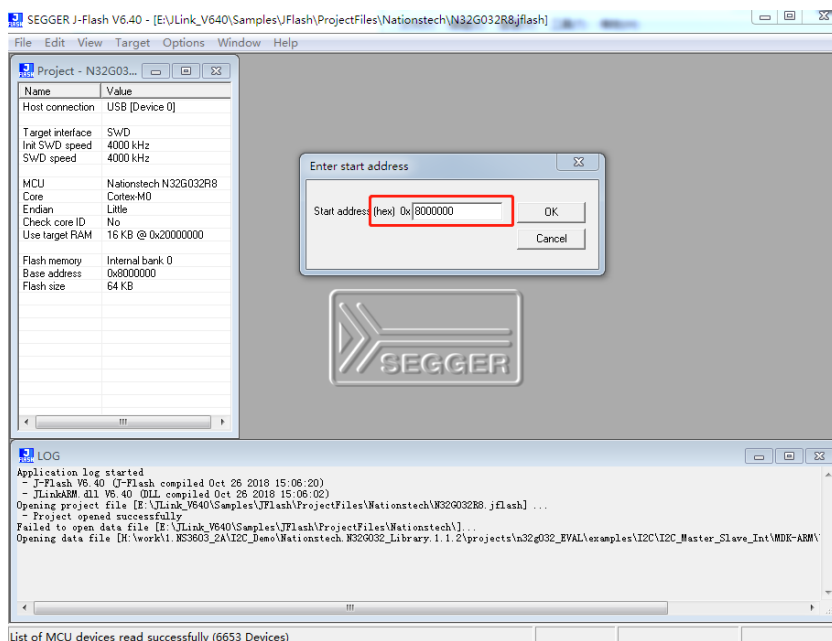 SEGGER J-Flash V6.40 - [E:\JLink_V640\Samples\JFlash\ProjectFiles\Nationstech\N32G032R8.jflash]
File Edit View Target Options Window Help
Project - N32G03...
Name Value
Host connection USB [Device 0]
Target interface SWD
Init SWD speed 4000 kHz
SWD speed 4000 kHz
MCU Nationstech N32G032R8
Core Cortex-M0
Endian Little
Check core ID No
Use target RAM 16 KB @ 0x20000000
Flash memory Internal bank 0
Base address 0x8000000
Flash size 64 KB
Enter start address
Start address (hex) 0x 8000000
OK
Cancel
SEGGER
LOG
Application log started
- J-Flash V6.40 (J-Flash compiled Oct 26 2018 15:06:20)
- JLinkARM.dll V6.40 (DLL compiled Oct 26 2018 15:06:02)
Opening project file [E:\JLink_V640\Samples\JFlash\ProjectFiles\Nationstech\N32G032R8.jflash] ...
- Project opened successfully
Failed to open data file [E:\JLink_V640\Samples\JFlash\ProjectFiles\Nationstech\]...
Opening data file [H:\work\1.NS3603_2A\I2C_Demo\Nationstech.N32G032_Library.1.1.2\projects\n32g032_EVAL\examples\I2C\I2C_Master_Slave_Int\MDK-ARM\
List of MCU devices read successfully (6653 Devices)